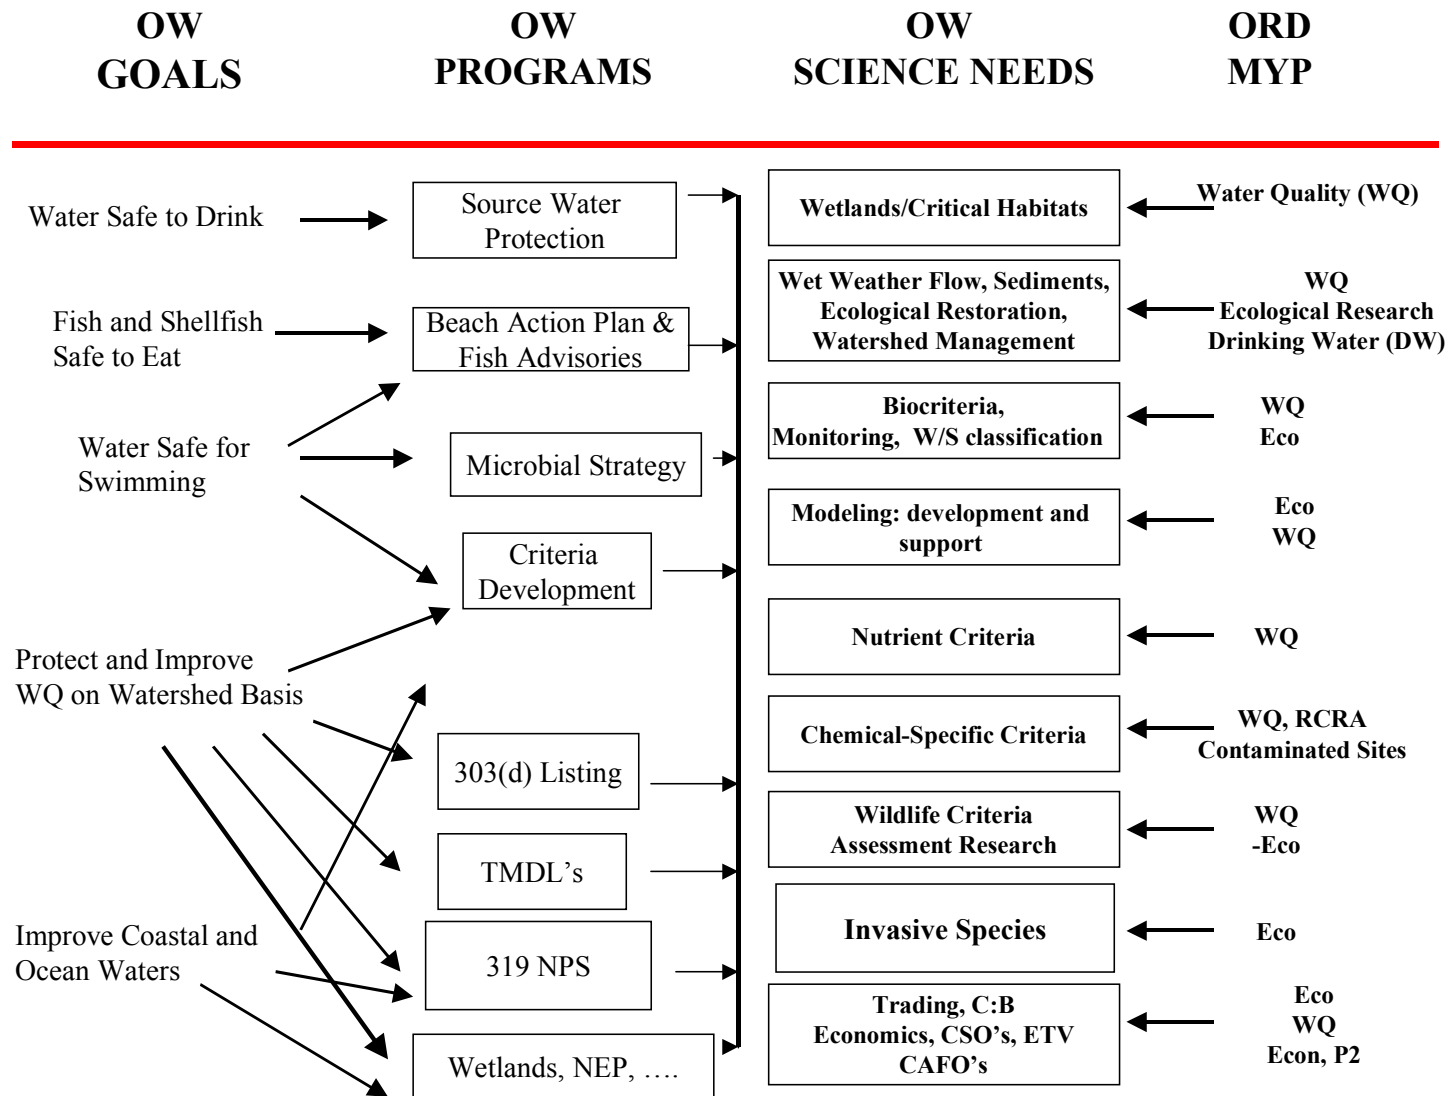 OW
GOALS
OW
PROGRAMS
OW
SCIENCE NEEDS
ORD
MYP
Water Safe to Drink
Fish and Shellfish
Safe to Eat
Water Safe for
Swimming
Protect and Improve
WQ on Watershed Basis
Improve Coastal and
Ocean Waters
Source Water
Protection
Beach Action Plan &
Fish Advisories
Microbial Strategy
Criteria
Development
303(d) Listing
TMDL's
319 NPS
Wetlands, NEP, ….
Wetlands/Critical Habitats
Wet Weather Flow, Sediments,
Ecological Restoration,
Watershed Management
Biocriteria,
Monitoring, W/S classification
Modeling: development and
support
Nutrient Criteria
Chemical-Specific Criteria
Wildlife Criteria
Assessment Research
Invasive Species
Trading, C:B
Economics, CSO's, ETV
CAFO's
Water Quality (WQ)
WQ
Ecological Research
Drinking Water (DW)
WQ
Eco
Eco
WQ
WQ
WQ, RCRA
Contaminated Sites
WQ
-Eco
Eco
Eco
WQ
Econ, P2